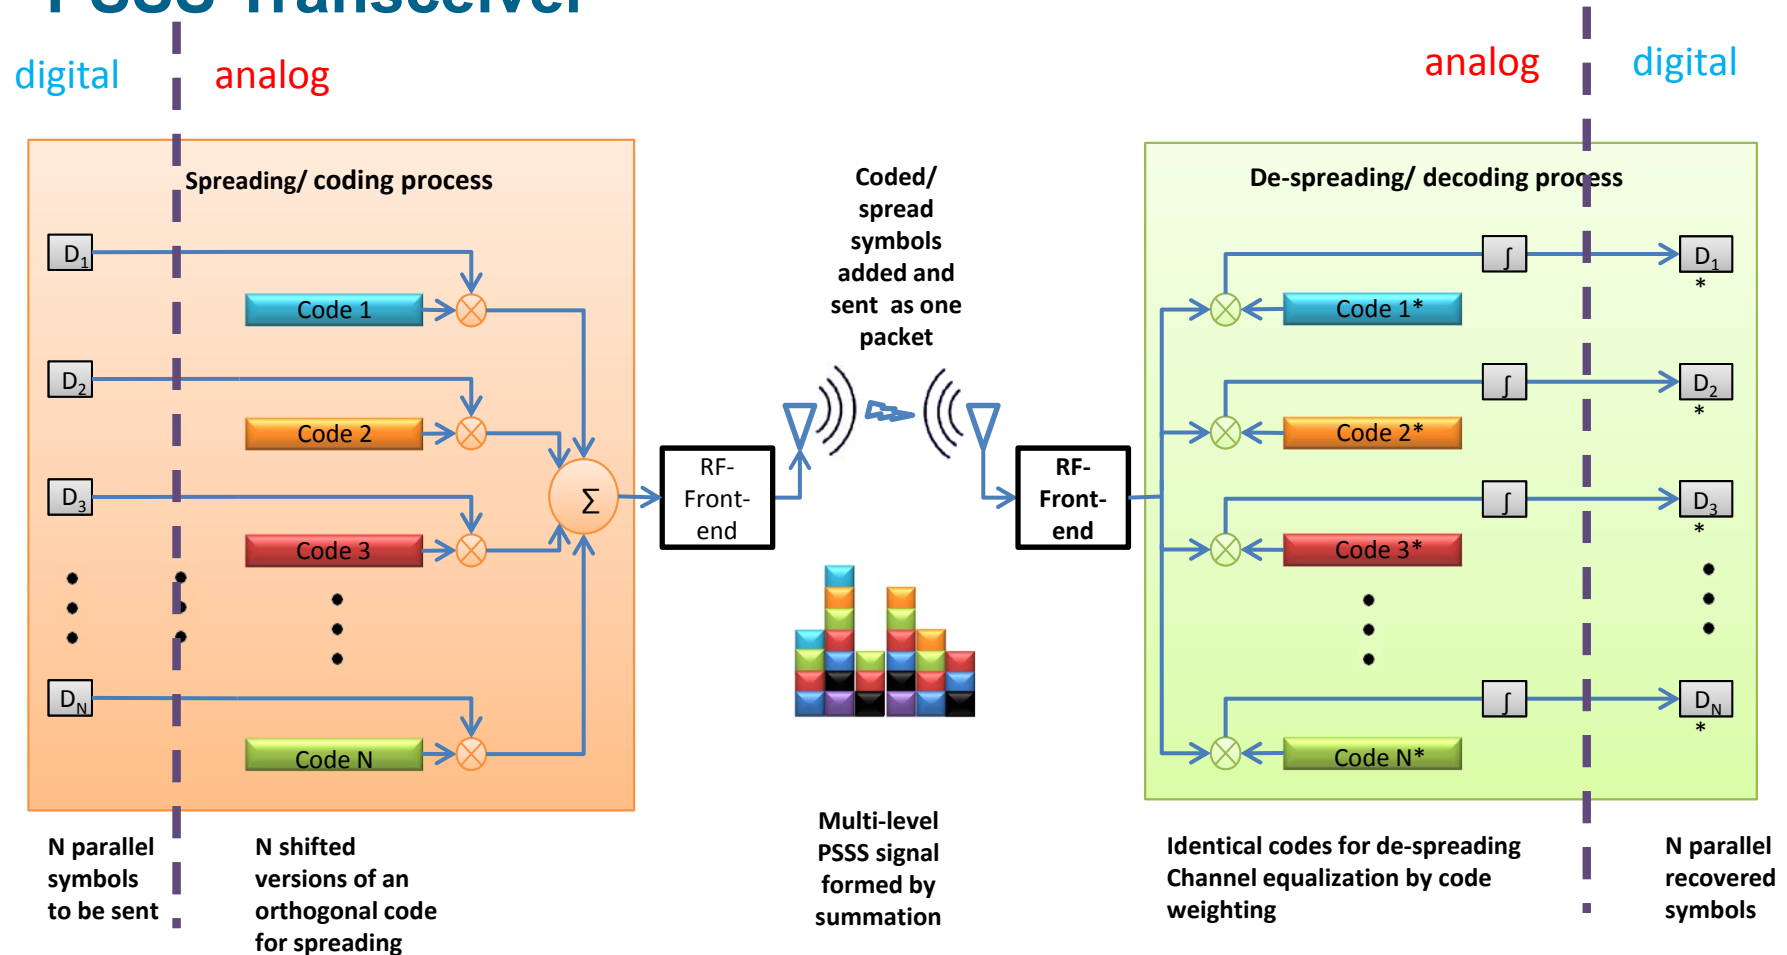 PSSS Transceiver
digital
analog
analog
digital
Spreading/ coding process
D1
Code 1
D2
Code 2
D3
Code 3
DN
Code N
Σ
RF-
Front-
end
Coded/
spread
symbols
added and
sent as one
packet
RF-
Front-
end
De-spreading/ decoding process
∫
D1
*
Code 1*
∫
D2
*
Code 2*
∫
D3
*
Code 3*
∫
DN
*
Code N*
N parallel
symbols
to be sent
N shifted
versions of an
orthogonal code
for spreading
Multi-level
PSSS signal
formed by
summation
Identical codes for de-spreading
Channel equalization by code
weighting
N parallel
recovered
symbols